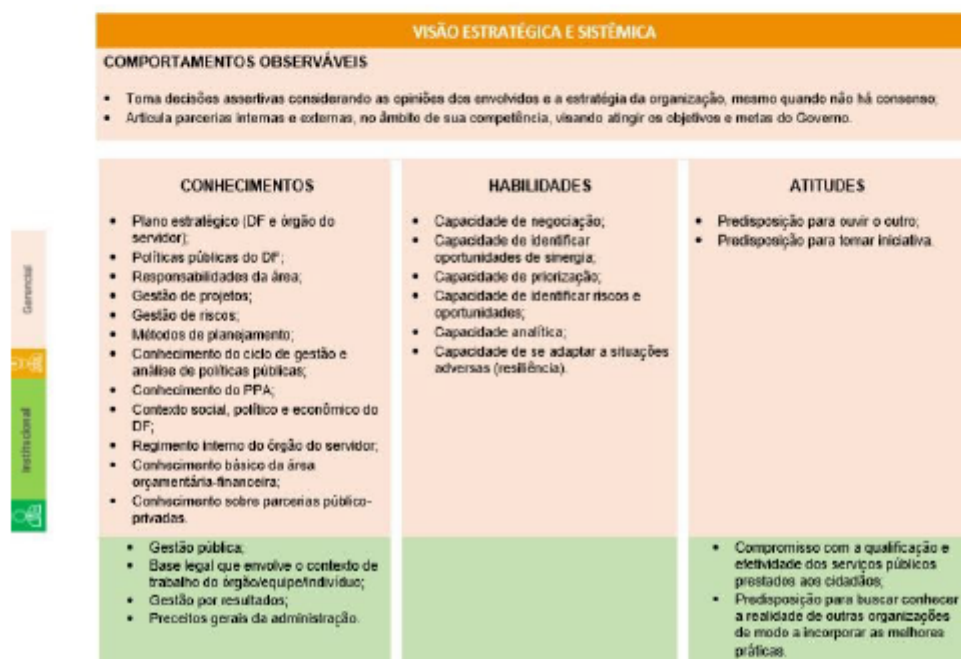 VISÃO ESTRATÉGICA E SISTÊMICA
COMPORTAMENTOS OBSERVÁVEIS
• Toma decisões assertivas considerando as opiniões dos envolvidos e a estratégia da organização, mesmo quando não há consenso;
• Articula parcerias internas e externas, no âmbito de sua competência, visando atingir os objetivos e metas do Governo.
CONHECIMENTOS
• Plano estratégico (DF e órgão do
servidor);
• Políticas públicas do DF;
• Responsabilidades da área;
• Gestão de projetos;
• Gestão de riscos;
• Métodos de planejamento;
• Conhecimento do ciclo de gestão e
análise de políticas públicas;
• Conhecimento do PPA;
• Contexto social, político e econômico do
DF;
• Regimento interno do órgão do servidor;
• Conhecimento básico da área
orçamentária-financeira;
• Conhecimento sobre parcerias público-
privadas.
HABILIDADES
• Capacidade de negociação;
• Capacidade de identificar
oportunidades de sinergia;
• Capacidade de priorização;
• Capacidade de identificar riscos e
oportunidades;
• Capacidade analítica;
• Capacidade de se adaptar a situações
adversas (resiliência).
ATITUDES
• Predisposição para ouvir o outro;
• Predisposição para tomar iniciativa.
Gerencial
Institucional
• Gestão pública;
• Base legal que envolve o contexto de
trabalho do órgão/equipe/indivíduo;
• Gestão por resultados;
• Preceitos gerais da administração.
• Compromisso com a qualificação e
efetividade dos serviços públicos
prestados aos cidadãos;
• Predisposição para buscar conhecer
a realidade de outras organizações
de modo a incorporar as melhores
práticas.